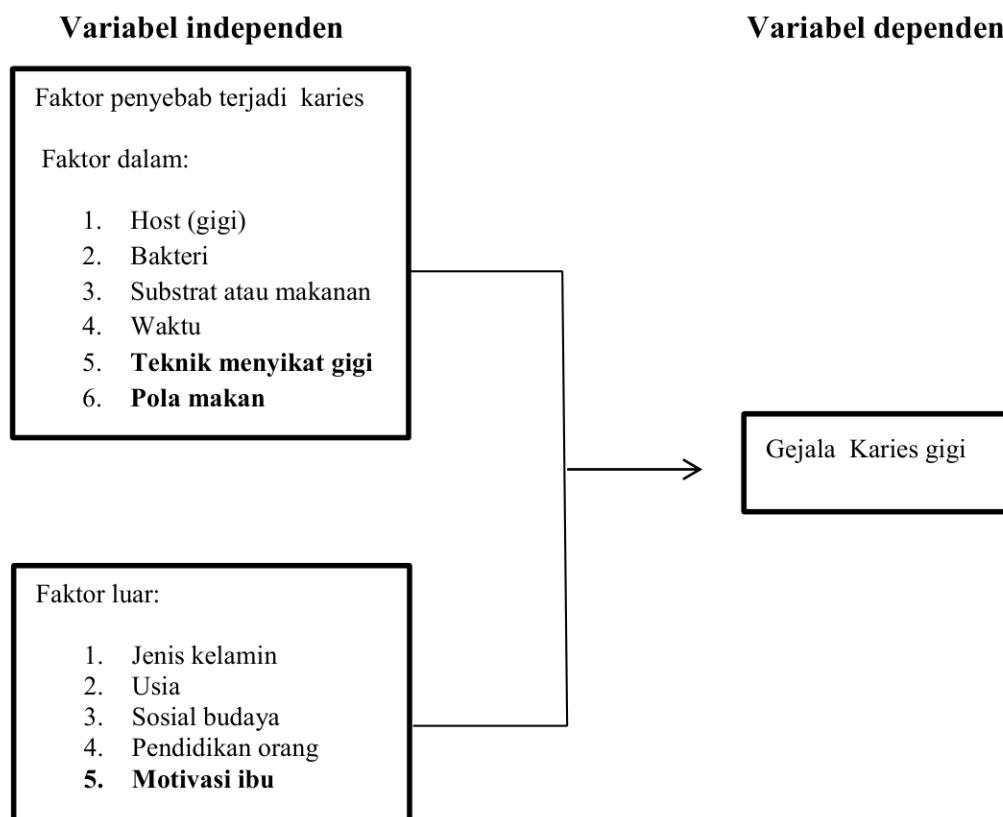 Variabel independen
Variabel dependen
Faktor penyebab terjadi karies
Faktor dalam:
1. Host (gigi)
2. Bakteri
3. Substrat atau makanan
4. Waktu
5. Teknik menyikat gigi
6. Pola makan
Gejala Karies gigi
Faktor luar:
1. Jenis kelamin
2. Usia
3. Sosial budaya
4. Pendidikan orang
5. Motivasi ibu